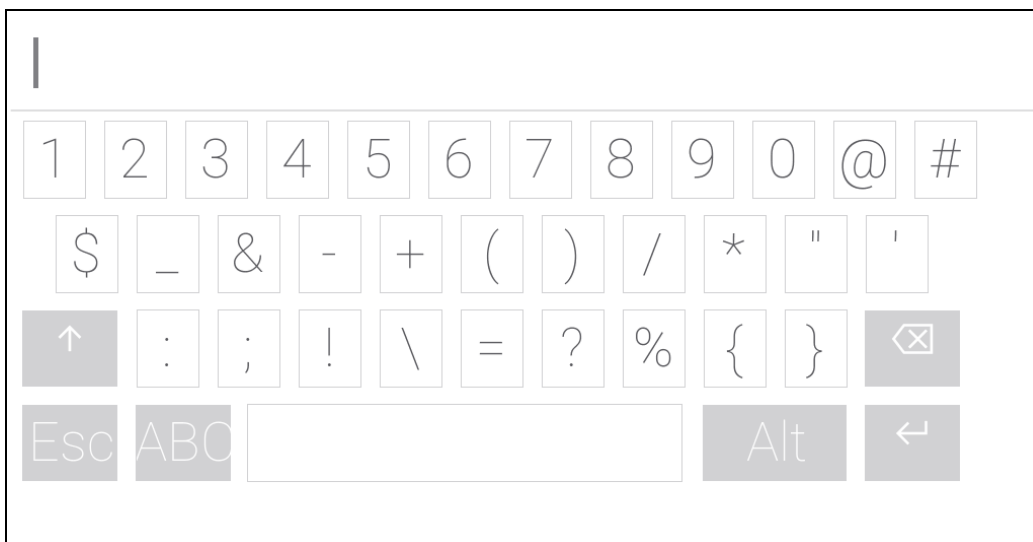 1 2 3 4 5 6 7 8 9 0 @ #
$ _ & - + ( ) / * " '
: ; ! \ = ? % { }
Esc ABC Alt